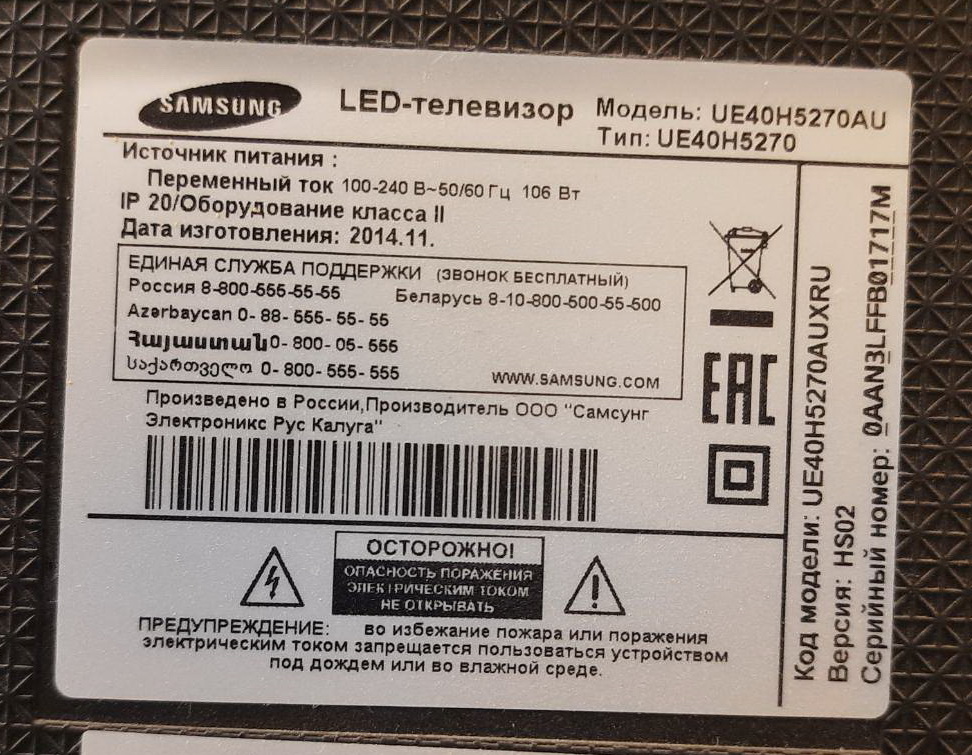 SAMSUNG LED-телевизор Модель: UE40H5270AU
Тип: UE40H5270
Источник питания :
Переменный ток 100-240 В~50/60 Гц 106 Вт
IP 20/Оборудование класса II
Дата изготовления: 2014.11.
ЕДИНАЯ СЛУЖБА ПОДДЕРЖКИ (ЗВОНОК БЕСПЛАТНЫЙ)
Россия 8-800-555-55-55 Беларусь 8-10-800-500-55-500
Azərbaycan 0- 88- 555- 55- 55
Հայաստան 0- 800- 05- 555
საქართველო 0- 800- 555- 555
WWW.SAMSUNG.COM
Произведено в России,Производитель ООО "Самсунг
Электроникс Рус Калуга"
EAC
ОСТОРОЖНО!
ОПАСНОСТЬ ПОРАЖЕНИЯ
ЭЛЕКТРИЧЕСКИМ ТОКОМ
НЕ ОТКРЫВАТЬ
ПРЕДУПРЕЖДЕНИЕ: во избежание пожара или поражения
электрическим током запрещается пользоваться устройством
под дождем или во влажной среде.
Код модели: UE40H5270AUXRU
Версия: HS02
Серийный номер: 0AAN3LFFB01717M